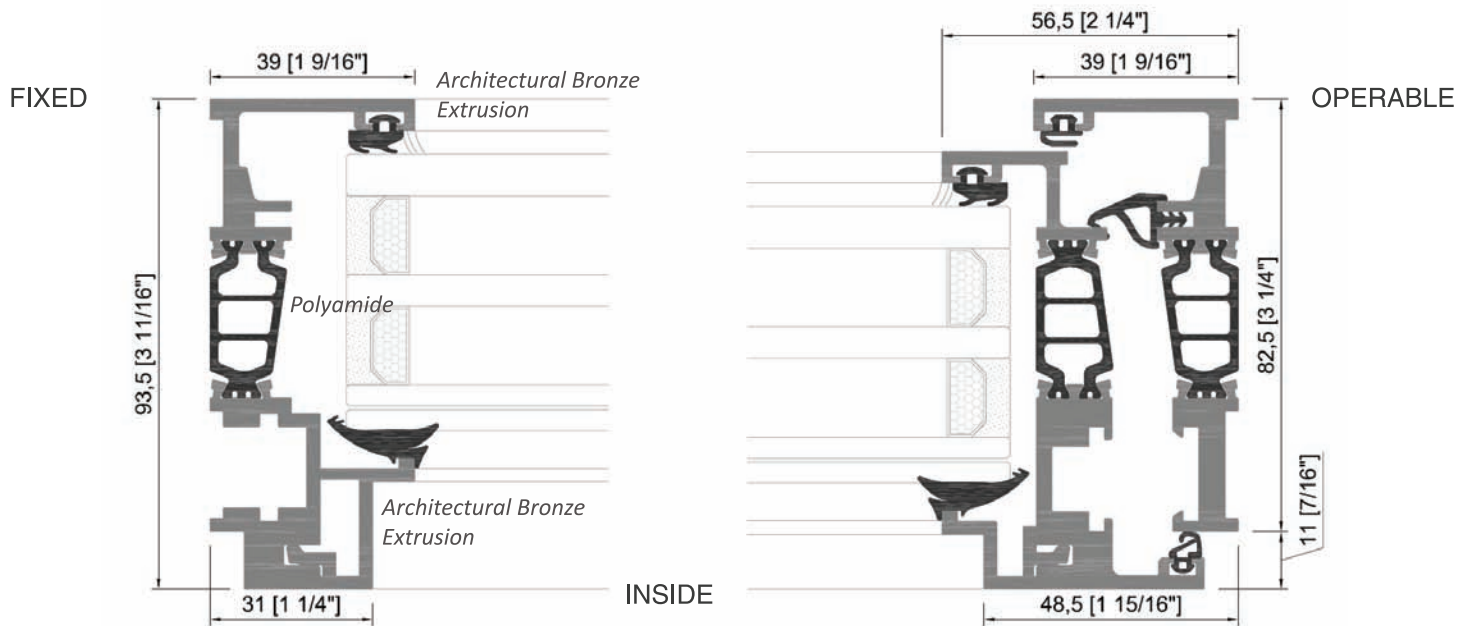 56,5 [2 1/4"]
39 [1 9/16"]
39 [1 9/16"]
FIXED
Architectural Bronze
Extrusion
OPERABLE
93,5 [3 11/16"]
Polyamide
82,5 [3 1/4"]
Architectural Bronze
Extrusion
11 [7/16"]
31 [1 1/4"]
INSIDE
48,5 [1 15/16"]